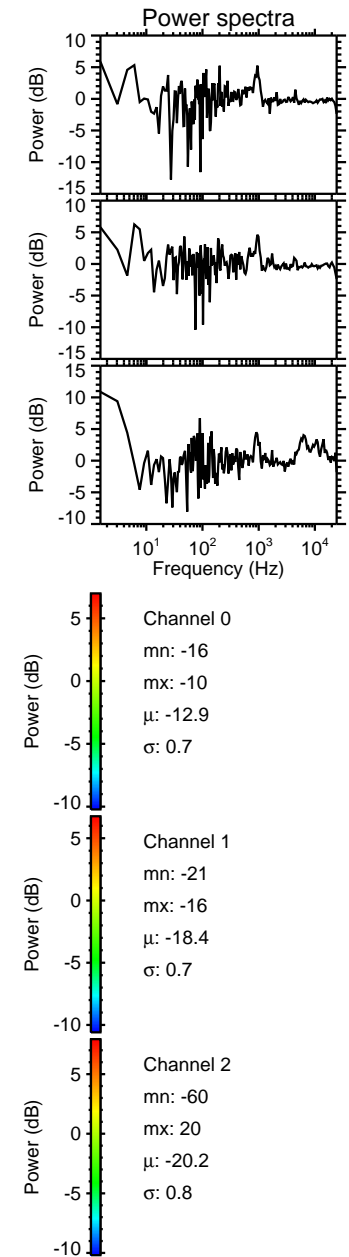 Power spectra
10
5
0
-5
-10
-15
Power (dB)
10
5
0
-5
-10
-15
Power (dB)
15
10
5
0
-5
-10
Power (dB)
10¹ 10² 10³ 10⁴
Frequency (Hz)
5
0
-5
-10
Power (dB)
Channel 0
mn: -16
mx: -10
μ: -12.9
σ: 0.7
5
0
-5
-10
Power (dB)
Channel 1
mn: -21
mx: -16
μ: -18.4
σ: 0.7
5
0
-5
-10
Power (dB)
Channel 2
mn: -60
mx: 20
μ: -20.2
σ: 0.8